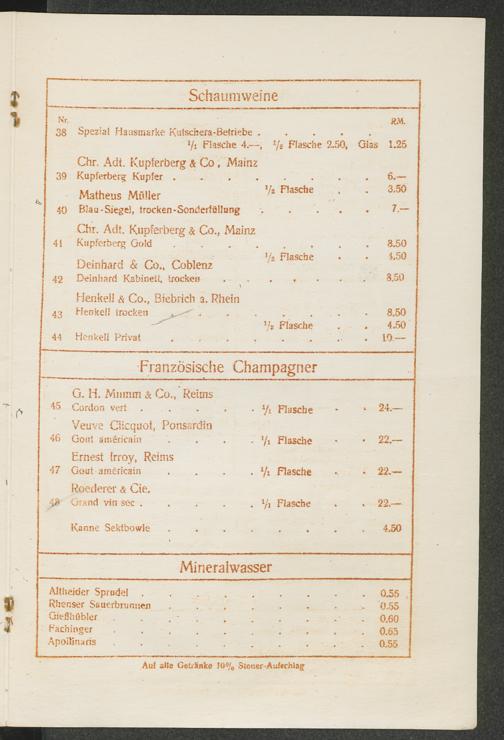 Schaumweine
Nr. RM.
38 Spezial Hausmarke Kutschera-Betriebe . . . . .
1/1 Flasche 4.—, 1/2 Flasche 2.50, Glas 1.25
Chr. Adt. Kupferberg & Co., Mainz
39 Kupferberg Kupfer . . . . . . . . 6.—
1/2 Flasche . . 3.50
Matheus Müller
40 Blau-Siegel, trocken-Sonderfüllung . . . . . 7.—
Chr. Adt. Kupferberg & Co., Mainz
41 Kupferberg Gold . . . . . . . . 8.50
1/2 Flasche . . 4.50
Deinhard & Co., Coblenz
42 Deinhard Kabinett, trocken . . . . . . 8.50
Henkell & Co., Biebrich a. Rhein
43 Henkell trocken . . . . . . . . 8.50
1/2 Flasche . . 4.50
44 Henkell Privat . . . . . . . . 10.—
Französische Champagner
G. H. Mumm & Co., Reims
45 Cordon vert . . . . . 1/1 Flasche . . 24.—
Veuve Clicquot, Ponsardin
46 Gout américain . . . . 1/1 Flasche . . 22.—
Ernest Irroy, Reims
47 Gout américain . . . . 1/1 Flasche . . 22.—
Roederer & Cie.
48 Grand vin sec . . . . . 1/1 Flasche . . 22.—
Kanne Sektbowle . . . . . . . . 4.50
Mineralwasser
Altheider Sprudel . . . . . . . . . 0.55
Rhenser Sauerbrunnen . . . . . . . . 0.55
Gießhübler . . . . . . . . . . 0.60
Fachinger . . . . . . . . . . 0.65
Apollinaris . . . . . . . . . . 0.55
Auf alle Getränke 10% Steuer-Aufschlag